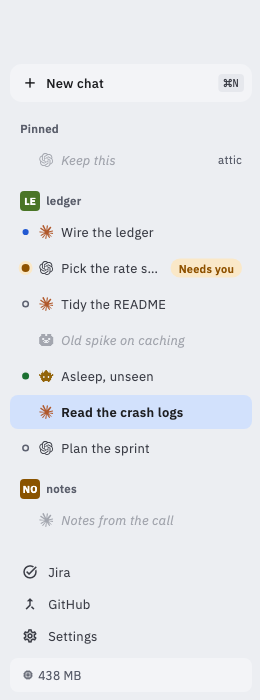 New chat ⌘N
Pinned
Keep this attic
LE ledger
Wire the ledger
Pick the rate s... Needs you
Tidy the README
Old spike on caching
Asleep, unseen
Read the crash logs
Plan the sprint
NO notes
Notes from the call
Jira
GitHub
Settings
438 MB